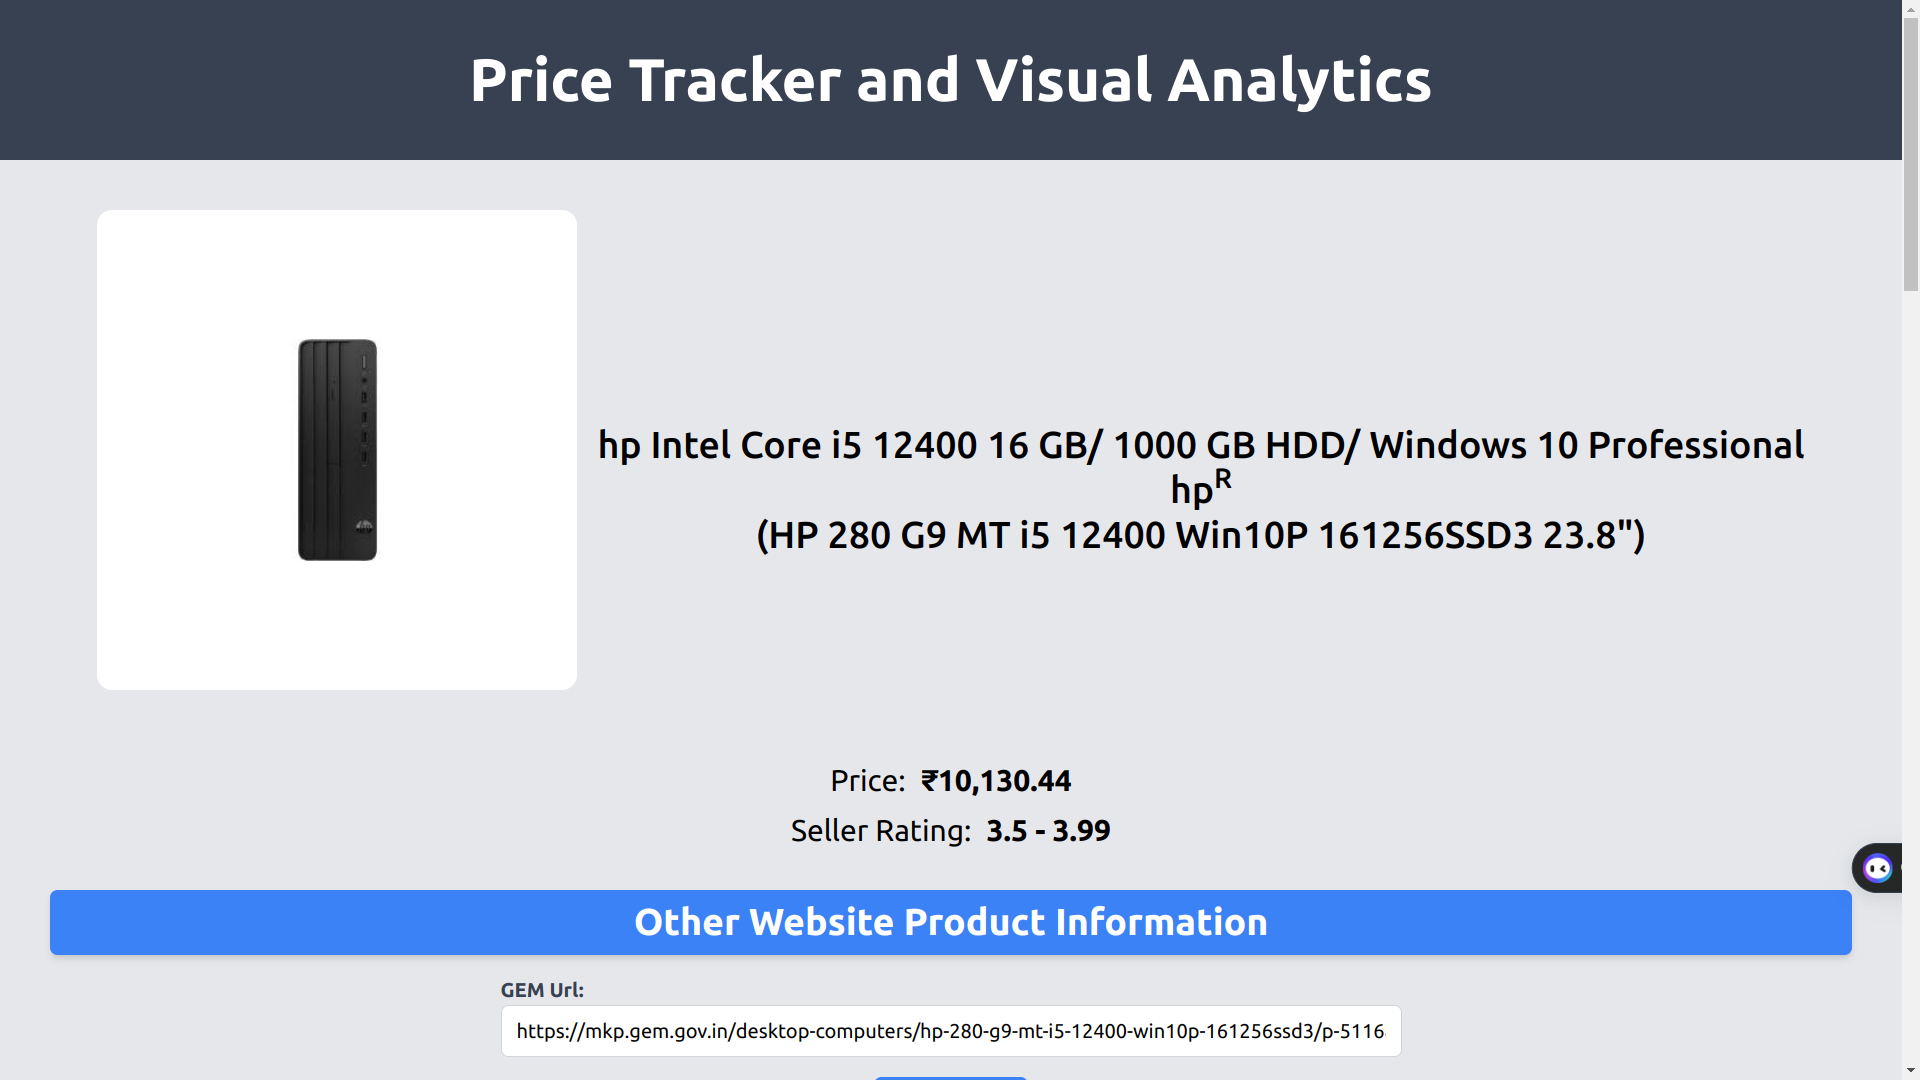 Price Tracker and Visual Analytics
hp Intel Core i5 12400 16 GB/ 1000 GB HDD/ Windows 10 Professional
hpR
(HP 280 G9 MT i5 12400 Win10P 161256SSD3 23.8")
Price: ₹10,130.44
Seller Rating: 3.5 - 3.99
Other Website Product Information
GEM Url:
https://mkp.gem.gov.in/desktop-computers/hp-280-g9-mt-i5-12400-win10p-161256ssd3/p-5116